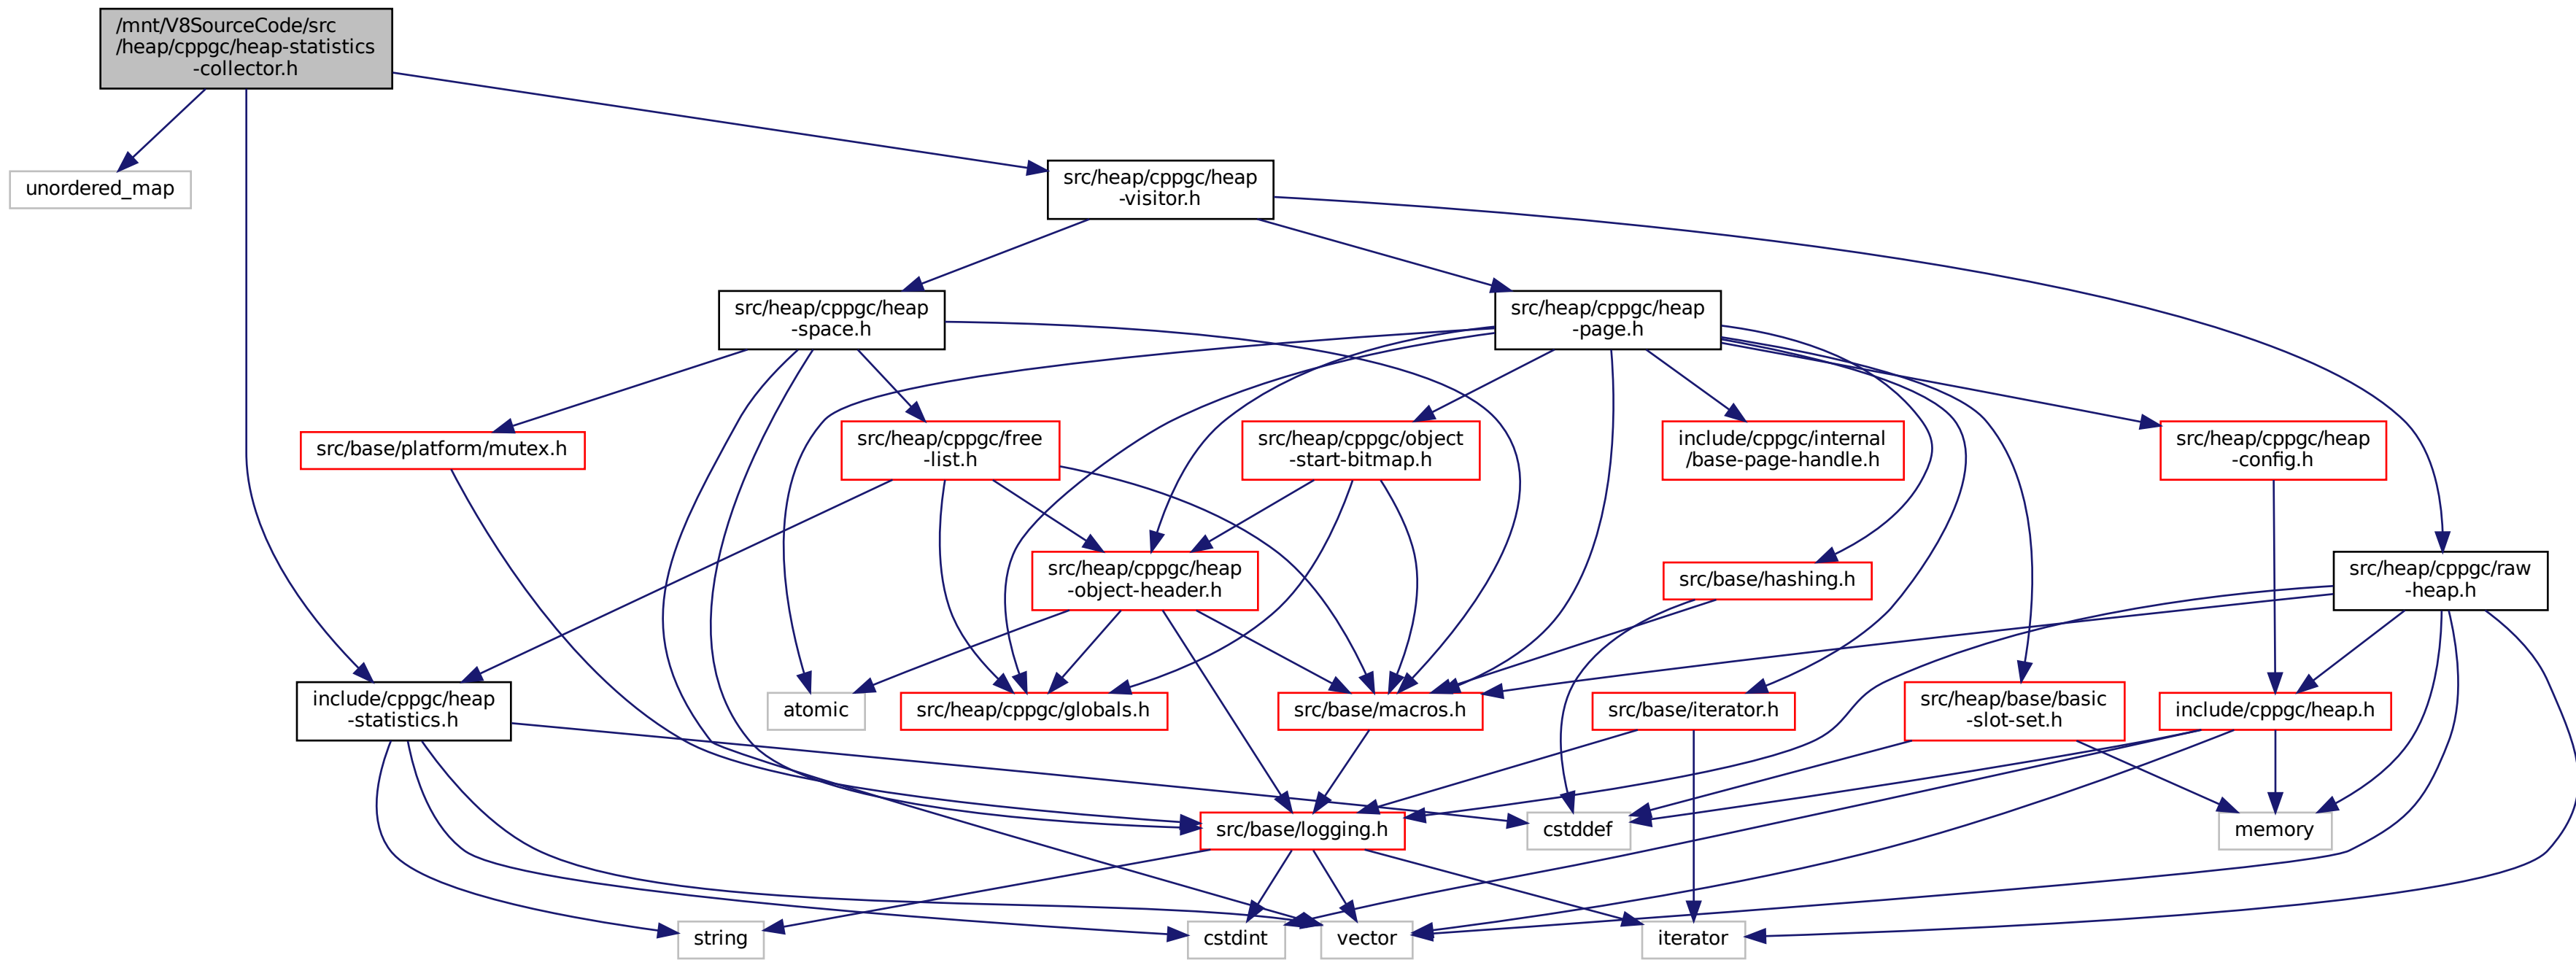 /mnt/V8SourceCode/src
/heap/cppgc/heap-statistics
-collector.h
unordered_map
src/heap/cppgc/heap
-visitor.h
src/heap/cppgc/heap
-space.h
src/heap/cppgc/heap
-page.h
src/base/platform/mutex.h
src/heap/cppgc/free
-list.h
src/heap/cppgc/object
-start-bitmap.h
include/cppgc/internal
/base-page-handle.h
src/heap/cppgc/heap
-config.h
src/heap/cppgc/heap
-object-header.h
src/base/hashing.h
src/heap/cppgc/raw
-heap.h
include/cppgc/heap
-statistics.h
atomic
src/heap/cppgc/globals.h
src/base/macros.h
src/base/iterator.h
src/heap/base/basic
-slot-set.h
include/cppgc/heap.h
src/base/logging.h
cstddef
memory
string
cstdint
vector
iterator